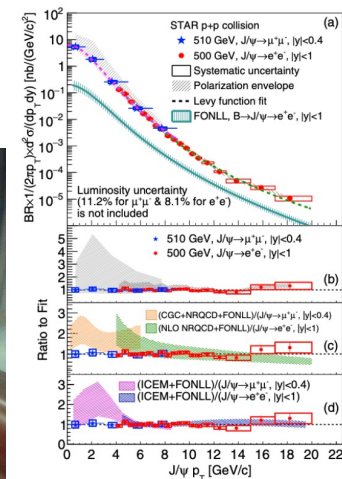 STAR p+p collision
(a)
510 GeV, J/ψ→μ⁺μ⁻, |y|<0.4
500 GeV, J/ψ→e⁺e⁻, |y|<1
Systematic uncertainty
Polarization envelope
Levy function fit
FONLL, B→J/ψ→e⁺e⁻, |y|<1
BR×1/(2πp_T)×d²σ/(dp_Tdy) [nb/(GeV/c)²]
10²
10
1
10⁻¹
10⁻²
10⁻³
10⁻⁴
10⁻⁵
Luminosity uncertainty
(11.2% for μ⁺μ⁻ & 8.1% for e⁺e⁻)
is not included
510 GeV, J/ψ→μ⁺μ⁻, |y|<0.4
500 GeV, J/ψ→e⁺e⁻, |y|<1
5
4
3
2
1
(b)
Ratio to Fit
(CGC+NRQCD+FONLL)/(J/ψ→μ⁺μ⁻, |y|<0.4)
(NLO NRQCD+FONLL)/(J/ψ→e⁺e⁻, |y|<1)
2
1
0
(c)
(ICEM+FONLL)/(J/ψ→μ⁺μ⁻, |y|<0.4)
(ICEM+FONLL)/(J/ψ→e⁺e⁻, |y|<1)
3
2
1
0
(d)
0 2 4 6 8 10 12 14 16 18 20 22
J/ψ p_T [GeV/c]